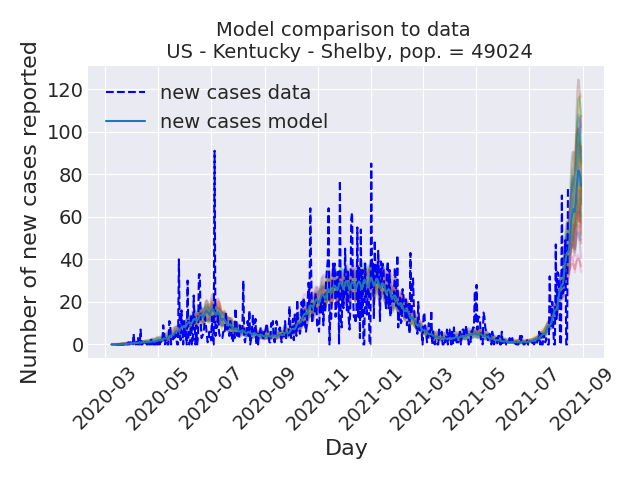 Model comparison to data
US - Kentucky - Shelby, pop. = 49024
Number of new cases reported
120
100
80
60
40
20
0
new cases data
new cases model
2020-03
2020-05
2020-07
2020-09
2020-11
2021-01
2021-03
2021-05
2021-07
2021-09
Day